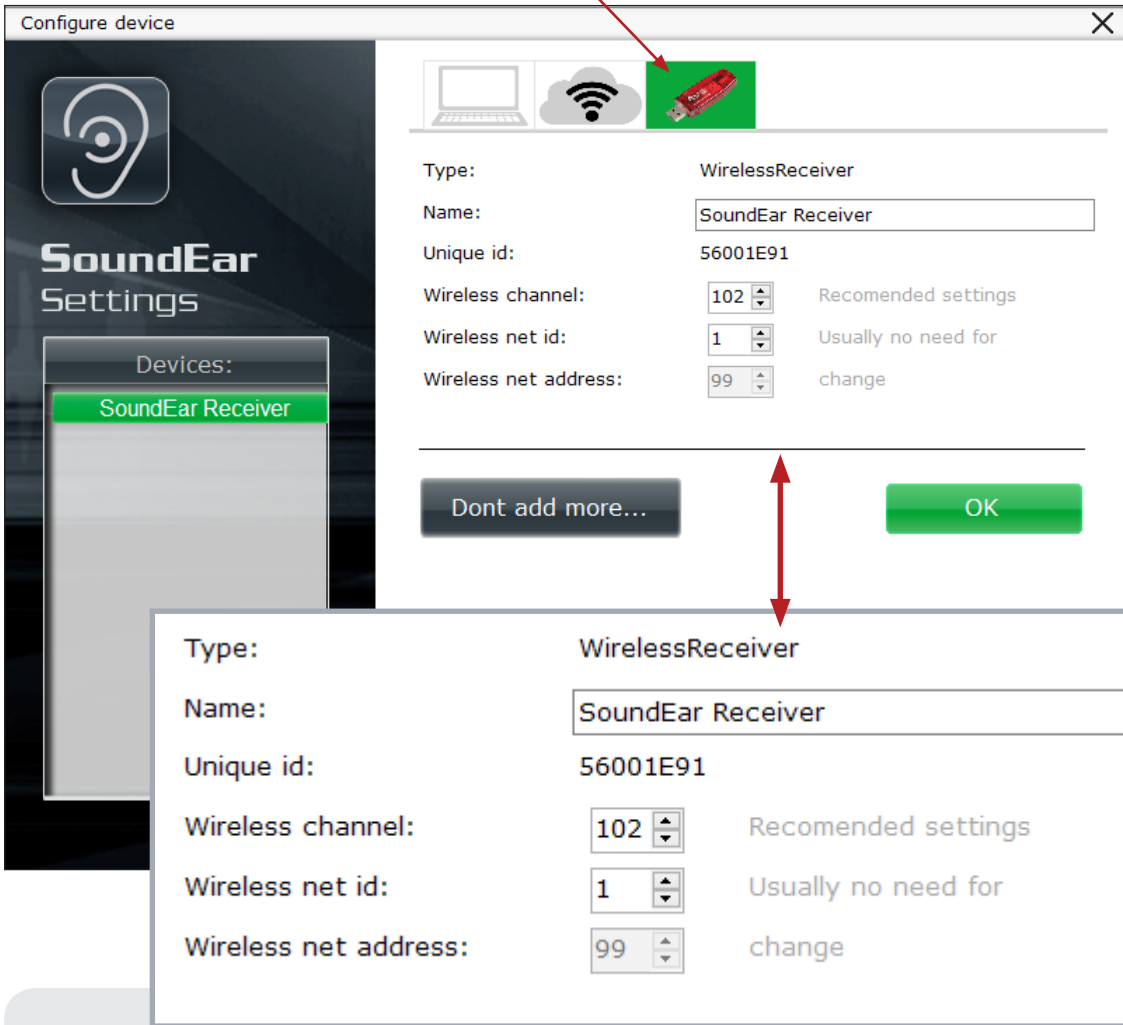 Configure device
SoundEar
Settings
Devices:
SoundEar Receiver
Type: WirelessReceiver
Name: SoundEar Receiver
Unique id: 56001E91
Wireless channel: 102 Recomended settings
Wireless net id: 1 Usually no need for
Wireless net address: 99 change
Dont add more... OK
Type: WirelessReceiver
Name: SoundEar Receiver
Unique id: 56001E91
Wireless channel: 102 Recomended settings
Wireless net id: 1 Usually no need for
Wireless net address: 99 change